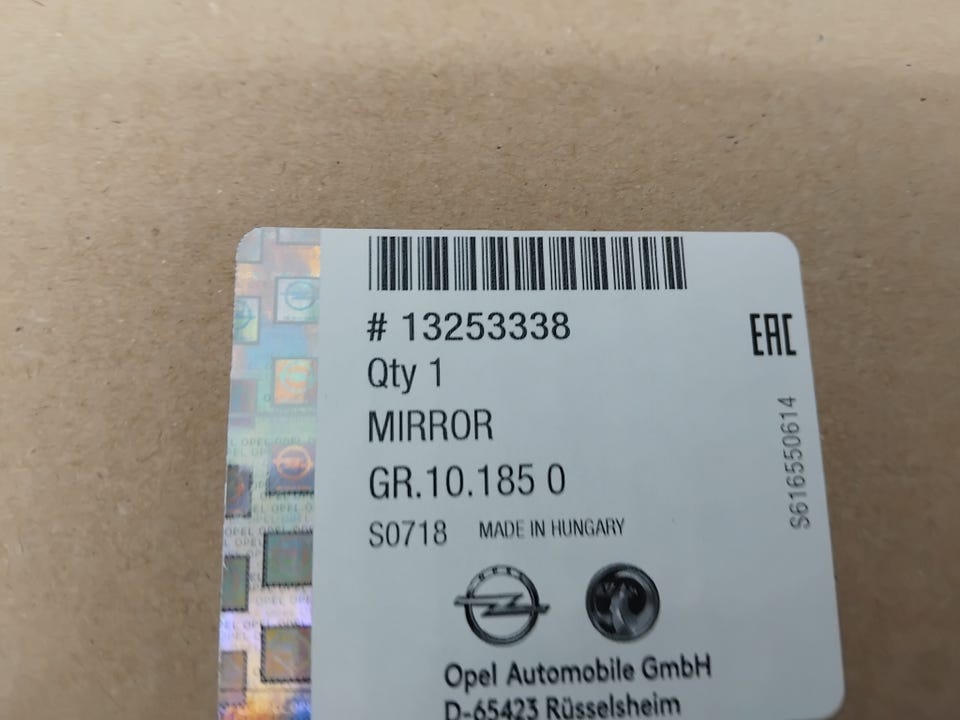 # 13253338
EAC
Qty 1
MIRROR
GR.10.185 0
S0718 MADE IN HUNGARY
S616550614
OPEL
Opel Automobile GmbH
D-65423 Rüsselsheim